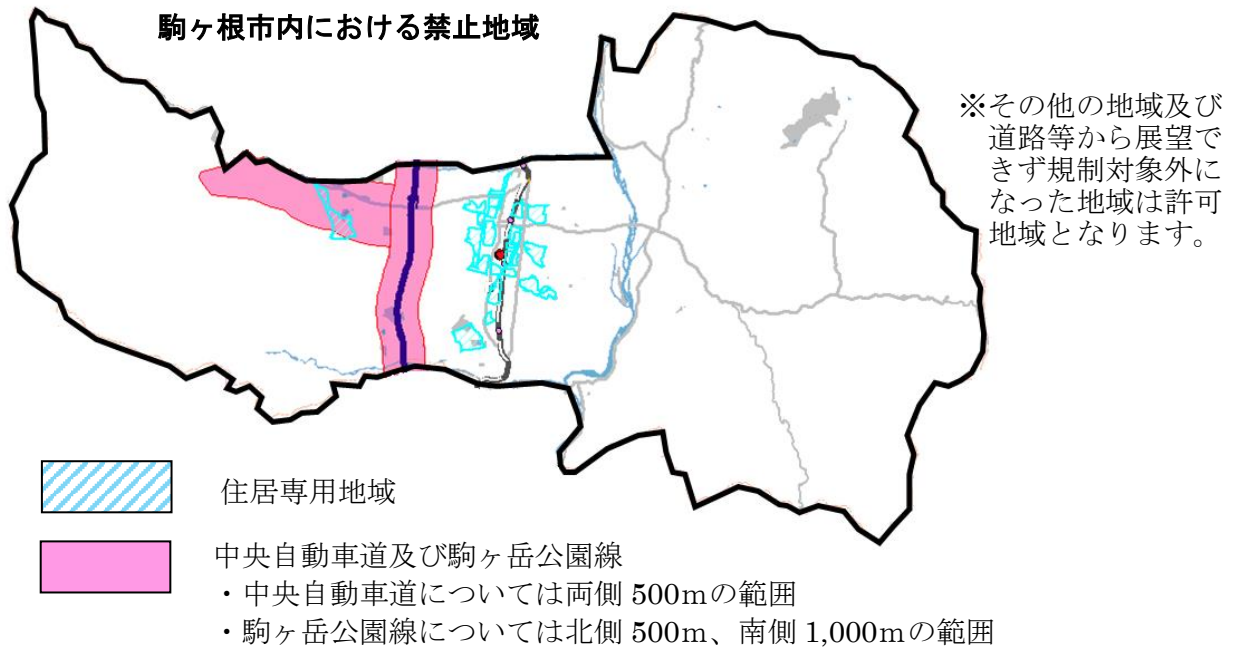 駒ヶ根市内における禁止地域
※その他の地域及び
道路等から展望で
きず規制対象外に
なった地域は許可
地域となります。
住居専用地域
中央自動車道及び駒ヶ岳公園線
・中央自動車道については両側 500mの範囲
・駒ヶ岳公園線については北側 500m、南側 1,000mの範囲